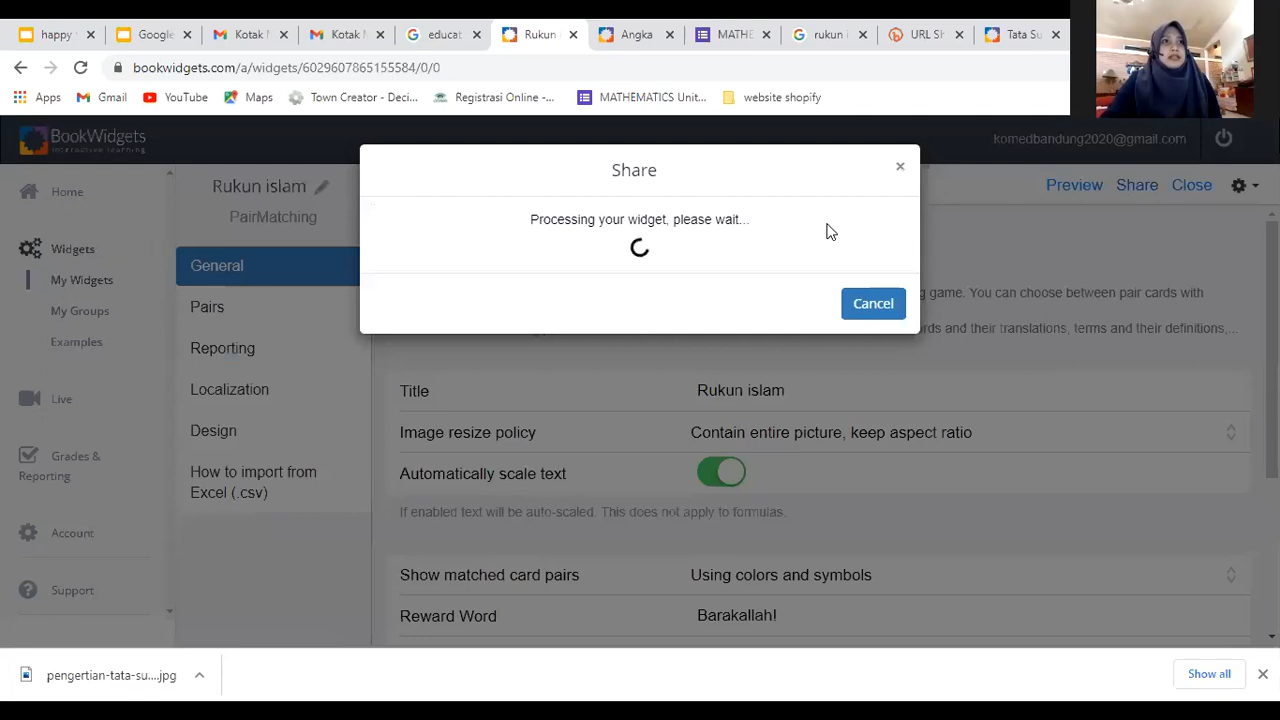 happy
Google
Kotak M
Kotak M
educat
Rukun
Angka
MATHE
rukun i
URL Sh
Tata Su
bookwidgets.com/a/widgets/6029607865155584/0/0
Apps
Gmail
YouTube
Maps
Town Creator - Deci...
Registrasi Online -...
MATHEMATICS Unit...
website shopify
BookWidgets
interactive learning
komedbandung2020@gmail.com
Home
Widgets
My Widgets
My Groups
Examples
Live
Grades &
Reporting
Account
Support
Rukun islam
PairMatching
General
Pairs
Reporting
Localization
Design
How to import from
Excel (.csv)
Preview
Share
Close
Share
×
Processing your widget, please wait...
Cancel
g game. You can choose between pair cards with
rds and their translations, terms and their definitions,...
Title
Rukun islam
Image resize policy
Contain entire picture, keep aspect ratio
Automatically scale text
If enabled text will be auto-scaled. This does not apply to formulas.
Show matched card pairs
Using colors and symbols
Reward Word
Barakallah!
pengertian-tata-su....jpg
Show all